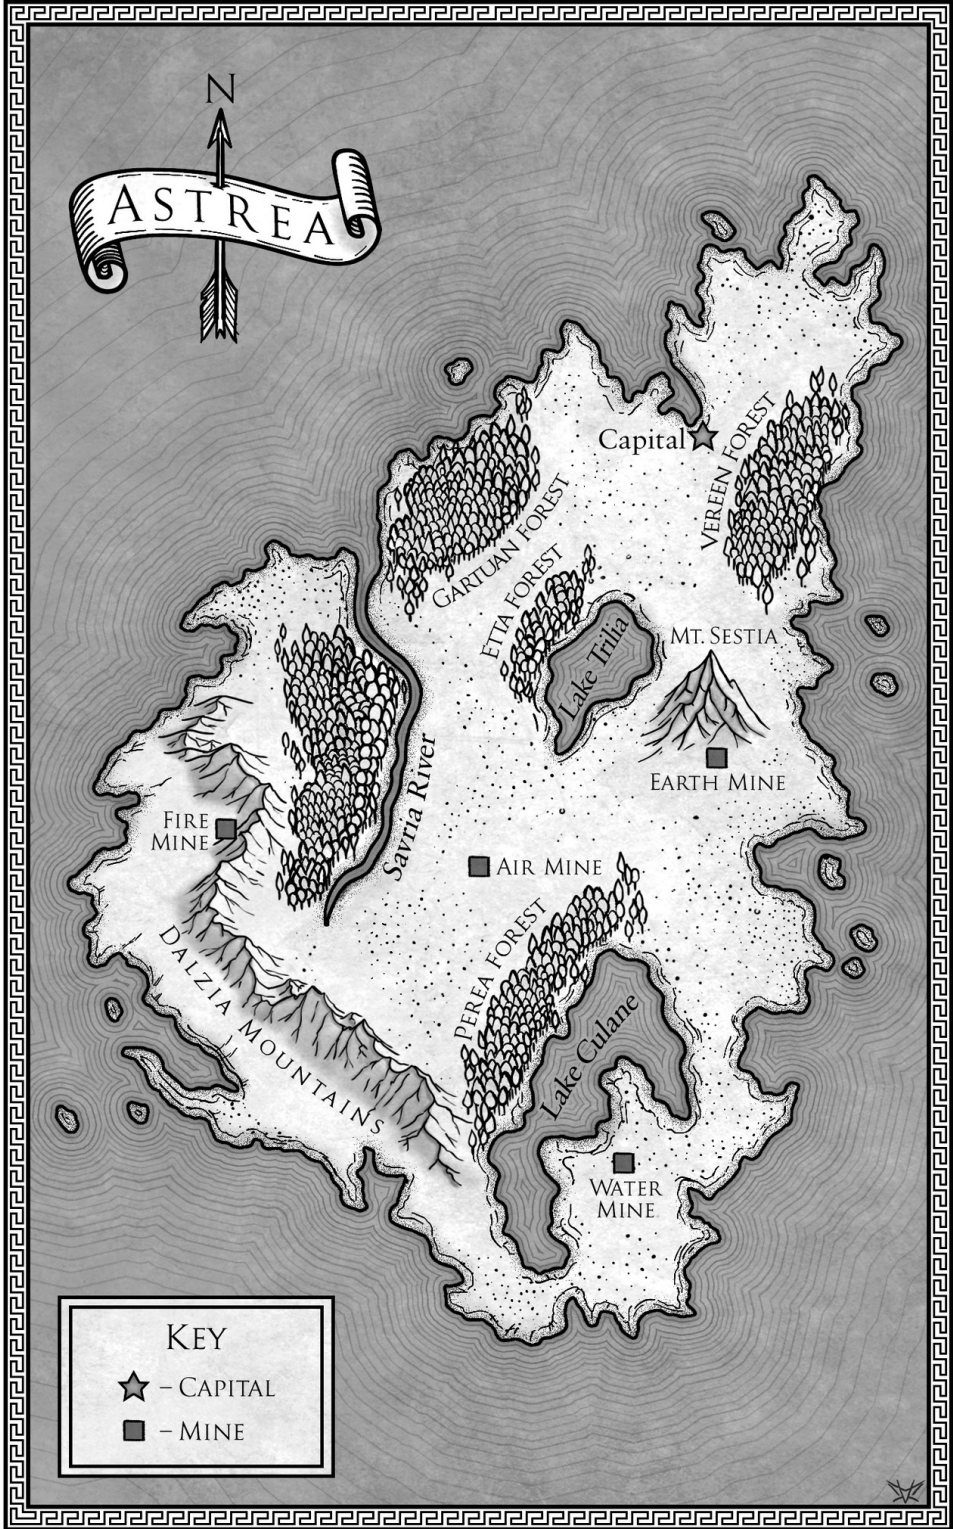 N
ASTREA
Capital
VEREEN FOREST
GARTUAN FOREST
ETTA FOREST
Lake Trilia
MT. SESTIA
EARTH MINE
Savria River
FIRE
MINE
AIR MINE
PEREA FOREST
DALZIA MOUNTAINS
Lake Culane
WATER
MINE
KEY
– CAPITAL
– MINE